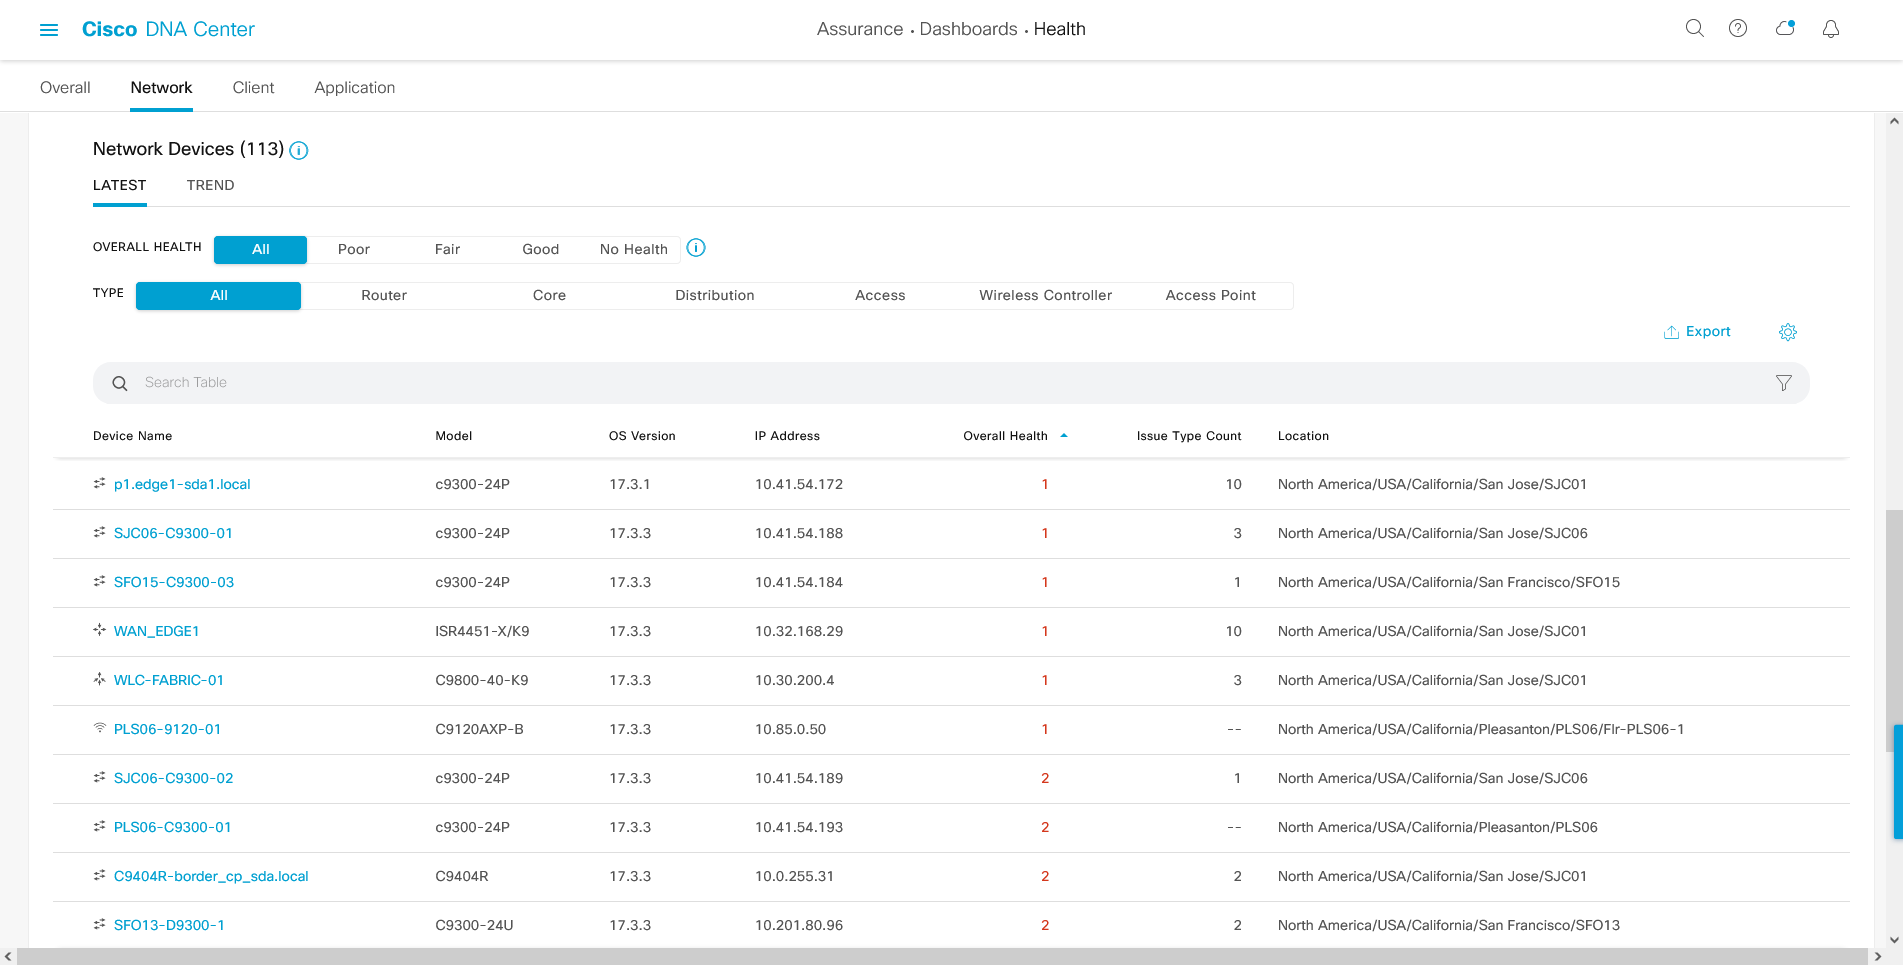 Cisco DNA Center
Assurance • Dashboards • Health
Overall Network Client Application
Network Devices (113)
LATEST TREND
OVERALL HEALTH All Poor Fair Good No Health
TYPE All Router Core Distribution Access Wireless Controller Access Point
Export
Search Table
Device Name Model OS Version IP Address Overall Health Issue Type Count Location
p1.edge1-sda1.local c9300-24P 17.3.1 10.41.54.172 1 10 North America/USA/California/San Jose/SJC01
SJC06-C9300-01 c9300-24P 17.3.3 10.41.54.188 1 3 North America/USA/California/San Jose/SJC06
SFO15-C9300-03 c9300-24P 17.3.3 10.41.54.184 1 1 North America/USA/California/San Francisco/SFO15
WAN_EDGE1 ISR4451-X/K9 17.3.3 10.32.168.29 1 10 North America/USA/California/San Jose/SJC01
WLC-FABRIC-01 C9800-40-K9 17.3.3 10.30.200.4 1 3 North America/USA/California/San Jose/SJC01
PLS06-9120-01 C9120AXP-B 17.3.3 10.85.0.50 1 -- North America/USA/California/Pleasanton/PLS06/Flr-PLS06-1
SJC06-C9300-02 c9300-24P 17.3.3 10.41.54.189 2 1 North America/USA/California/San Jose/SJC06
PLS06-C9300-01 c9300-24P 17.3.3 10.41.54.193 2 -- North America/USA/California/Pleasanton/PLS06
C9404R-border_cp_sda.local C9404R 17.3.3 10.0.255.31 2 2 North America/USA/California/San Jose/SJC01
SFO13-D9300-1 C9300-24U 17.3.3 10.201.80.96 2 2 North America/USA/California/San Francisco/SFO13